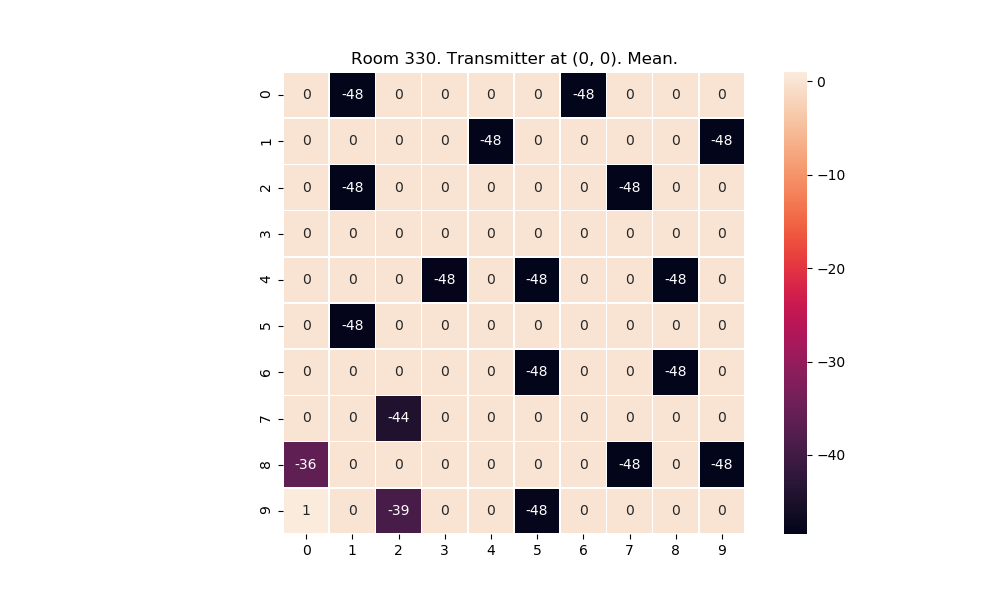 Room 330. Transmitter at (0, 0). Mean.
0 0 -48 0 0 0 0 -48 0 0 0 0
1 0 0 0 0 -48 0 0 0 0 -48
2 0 -48 0 0 0 0 0 -48 0 0 -10
3 0 0 0 0 0 0 0 0 0 0
4 0 0 0 -48 0 -48 0 0 -48 0 -20
5 0 -48 0 0 0 0 0 0 0 0
6 0 0 0 0 0 -48 0 0 -48 0 -30
7 0 0 -44 0 0 0 0 0 0 0
8 -36 0 0 0 0 0 0 -48 0 -48 -40
9 1 0 -39 0 0 -48 0 0 0 0
0 1 2 3 4 5 6 7 8 9